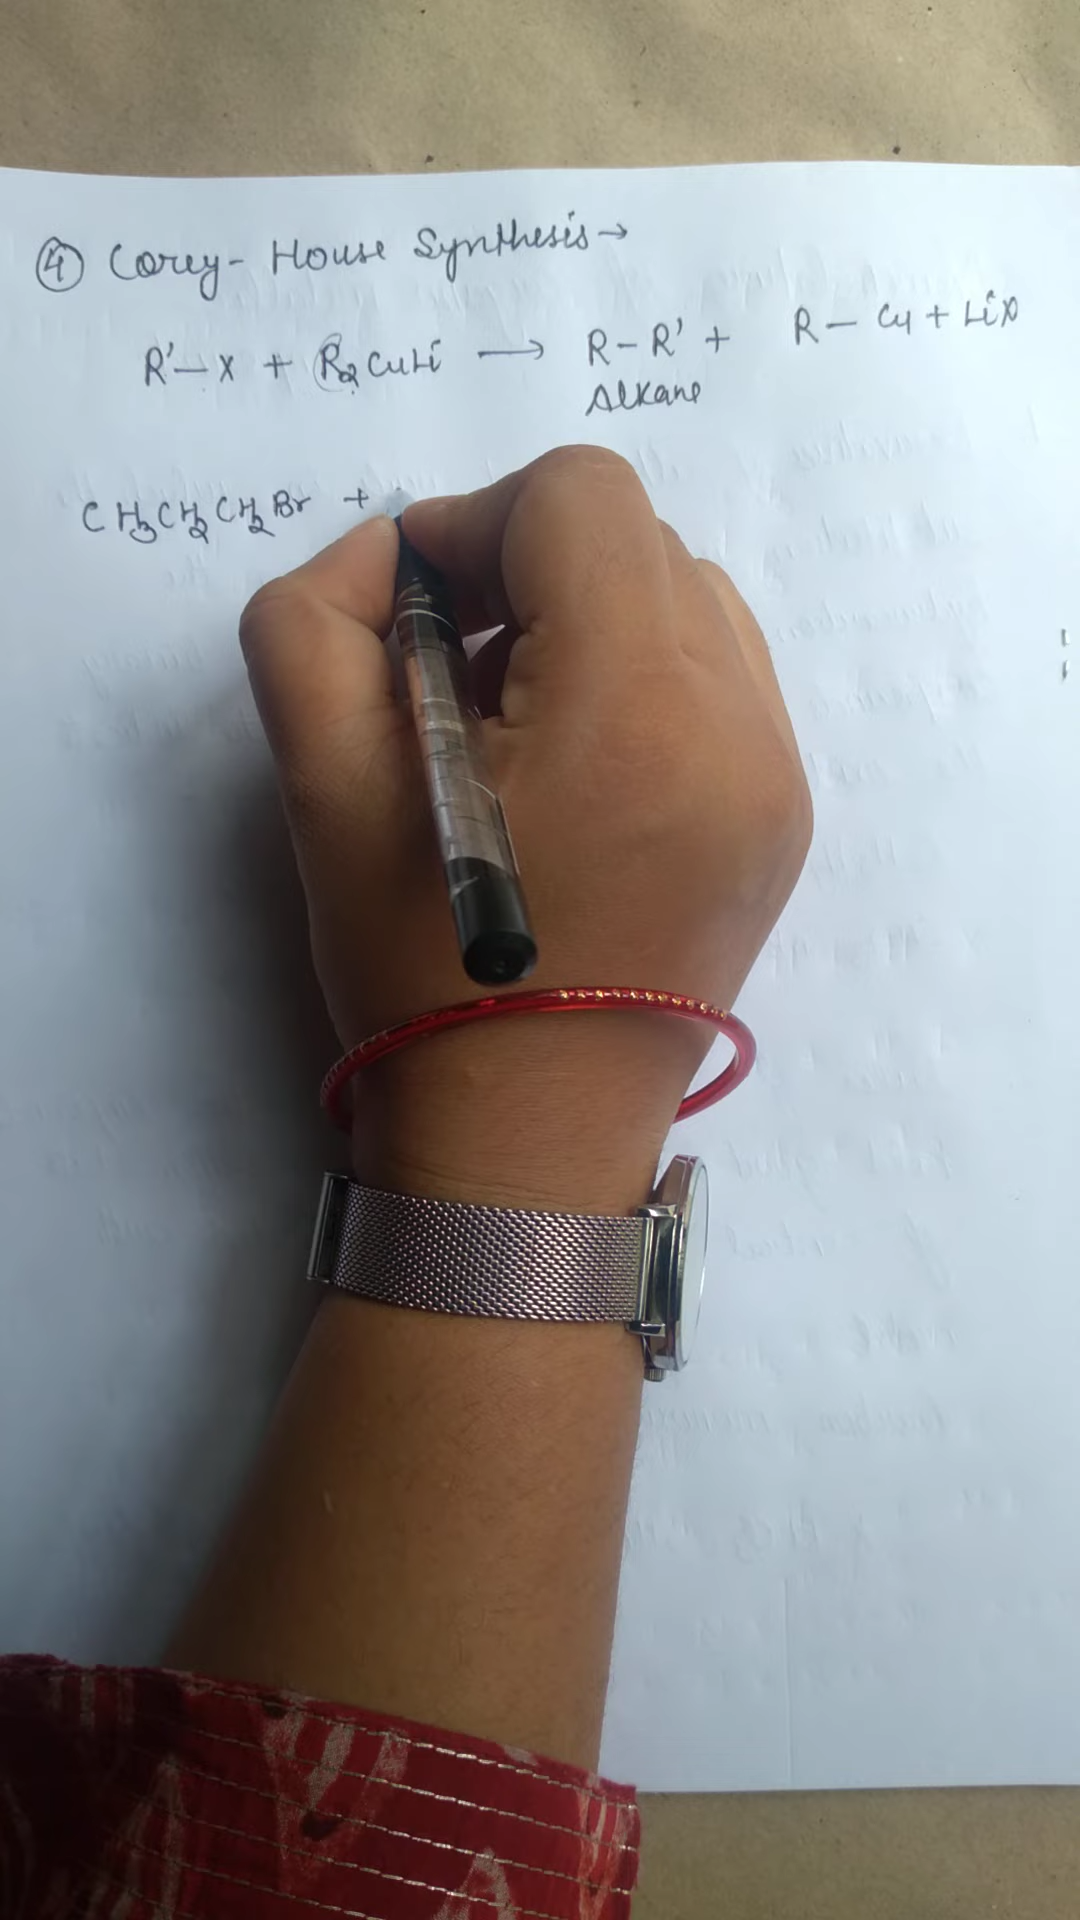 ④ Corey-House Synthesis→
R'—X + R₂CuLi ⟶ R-R' + R—Cu + LiX
Alkane
CH₃CH₂CH₂Br +